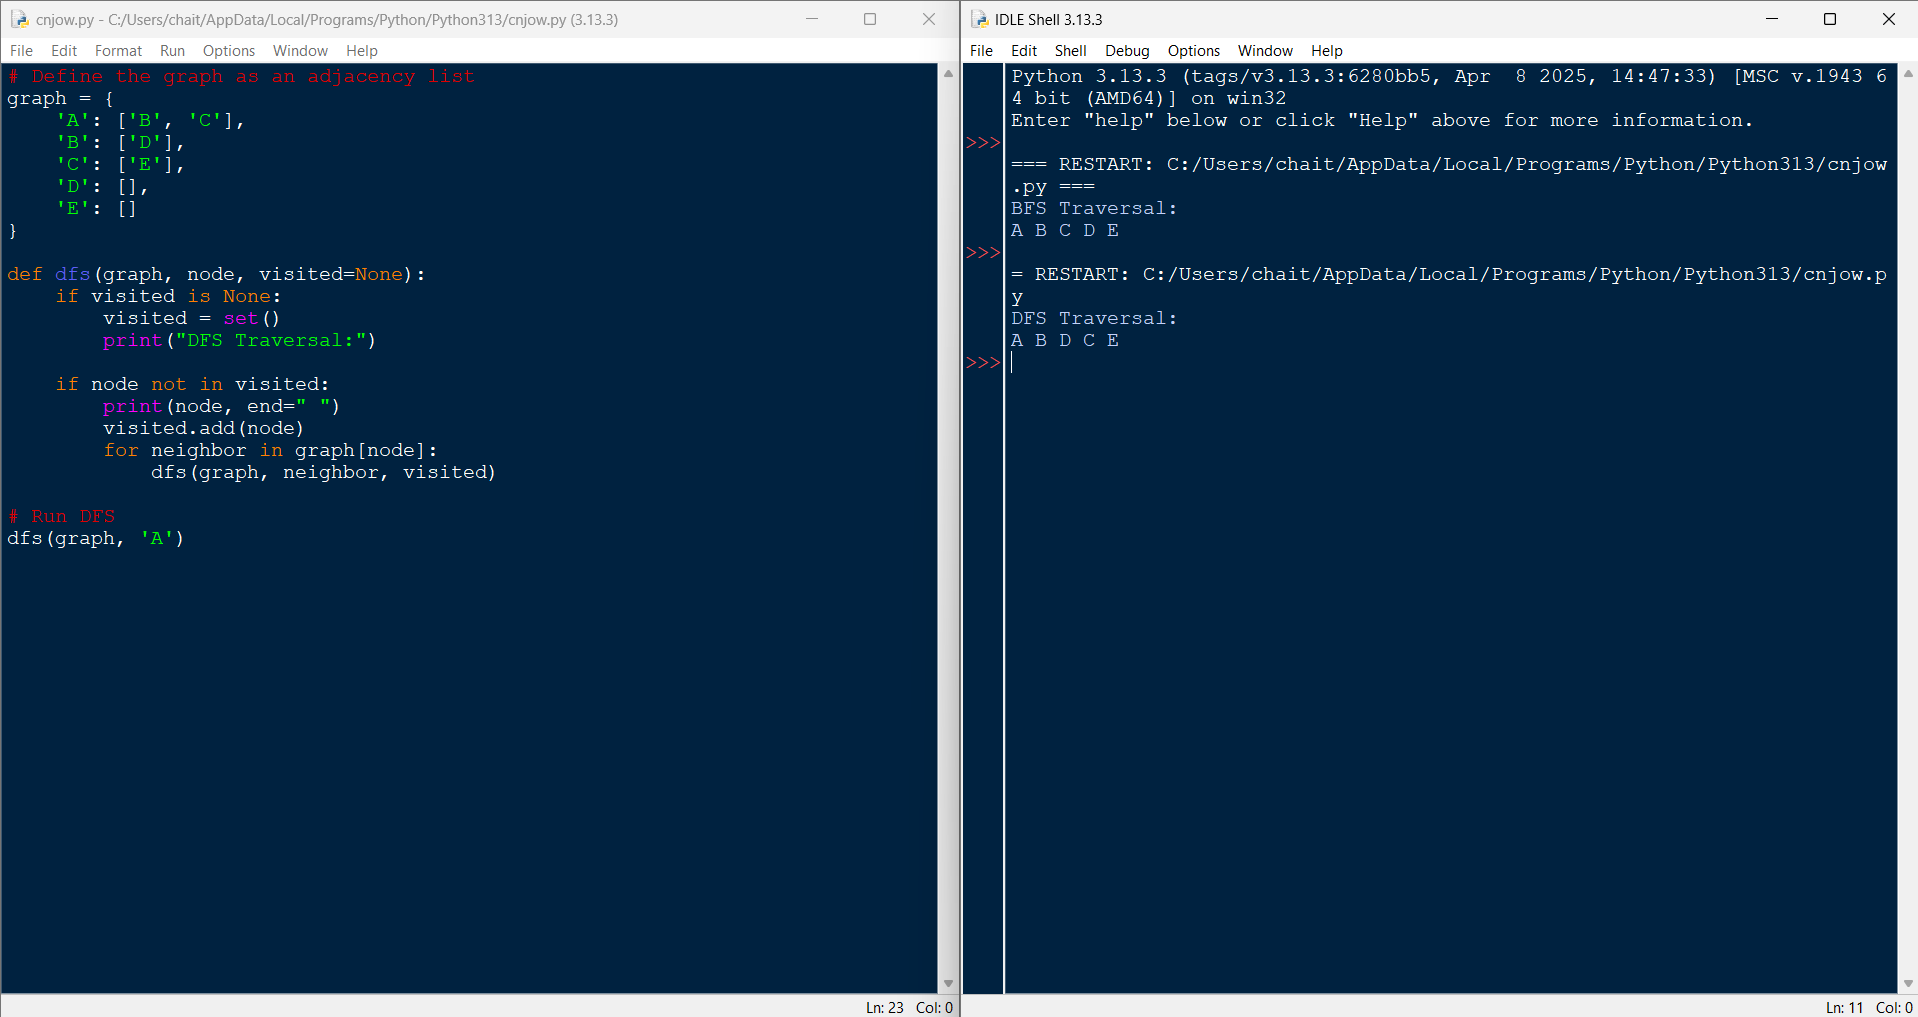 cnjow.py - C:/Users/chait/AppData/Local/Programs/Python/Python313/cnjow.py (3.13.3)
File Edit Format Run Options Window Help
# Define the graph as an adjacency list
graph = {
    'A': ['B', 'C'],
    'B': ['D'],
    'C': ['E'],
    'D': [],
    'E': []
}
def dfs(graph, node, visited=None):
    if visited is None:
        visited = set()
        print("DFS Traversal:")
    if node not in visited:
        print(node, end=" ")
        visited.add(node)
        for neighbor in graph[node]:
            dfs(graph, neighbor, visited)
# Run DFS
dfs(graph, 'A')
Ln: 23 Col: 0
IDLE Shell 3.13.3
File Edit Shell Debug Options Window Help
Python 3.13.3 (tags/v3.13.3:6280bb5, Apr  8 2025, 14:47:33) [MSC v.1943 6
4 bit (AMD64)] on win32
Enter "help" below or click "Help" above for more information.
>>>
=== RESTART: C:/Users/chait/AppData/Local/Programs/Python/Python313/cnjow
.py ===
BFS Traversal:
A B C D E
>>>
= RESTART: C:/Users/chait/AppData/Local/Programs/Python/Python313/cnjow.p
y
DFS Traversal:
A B D C E
>>>
Ln: 11 Col: 0